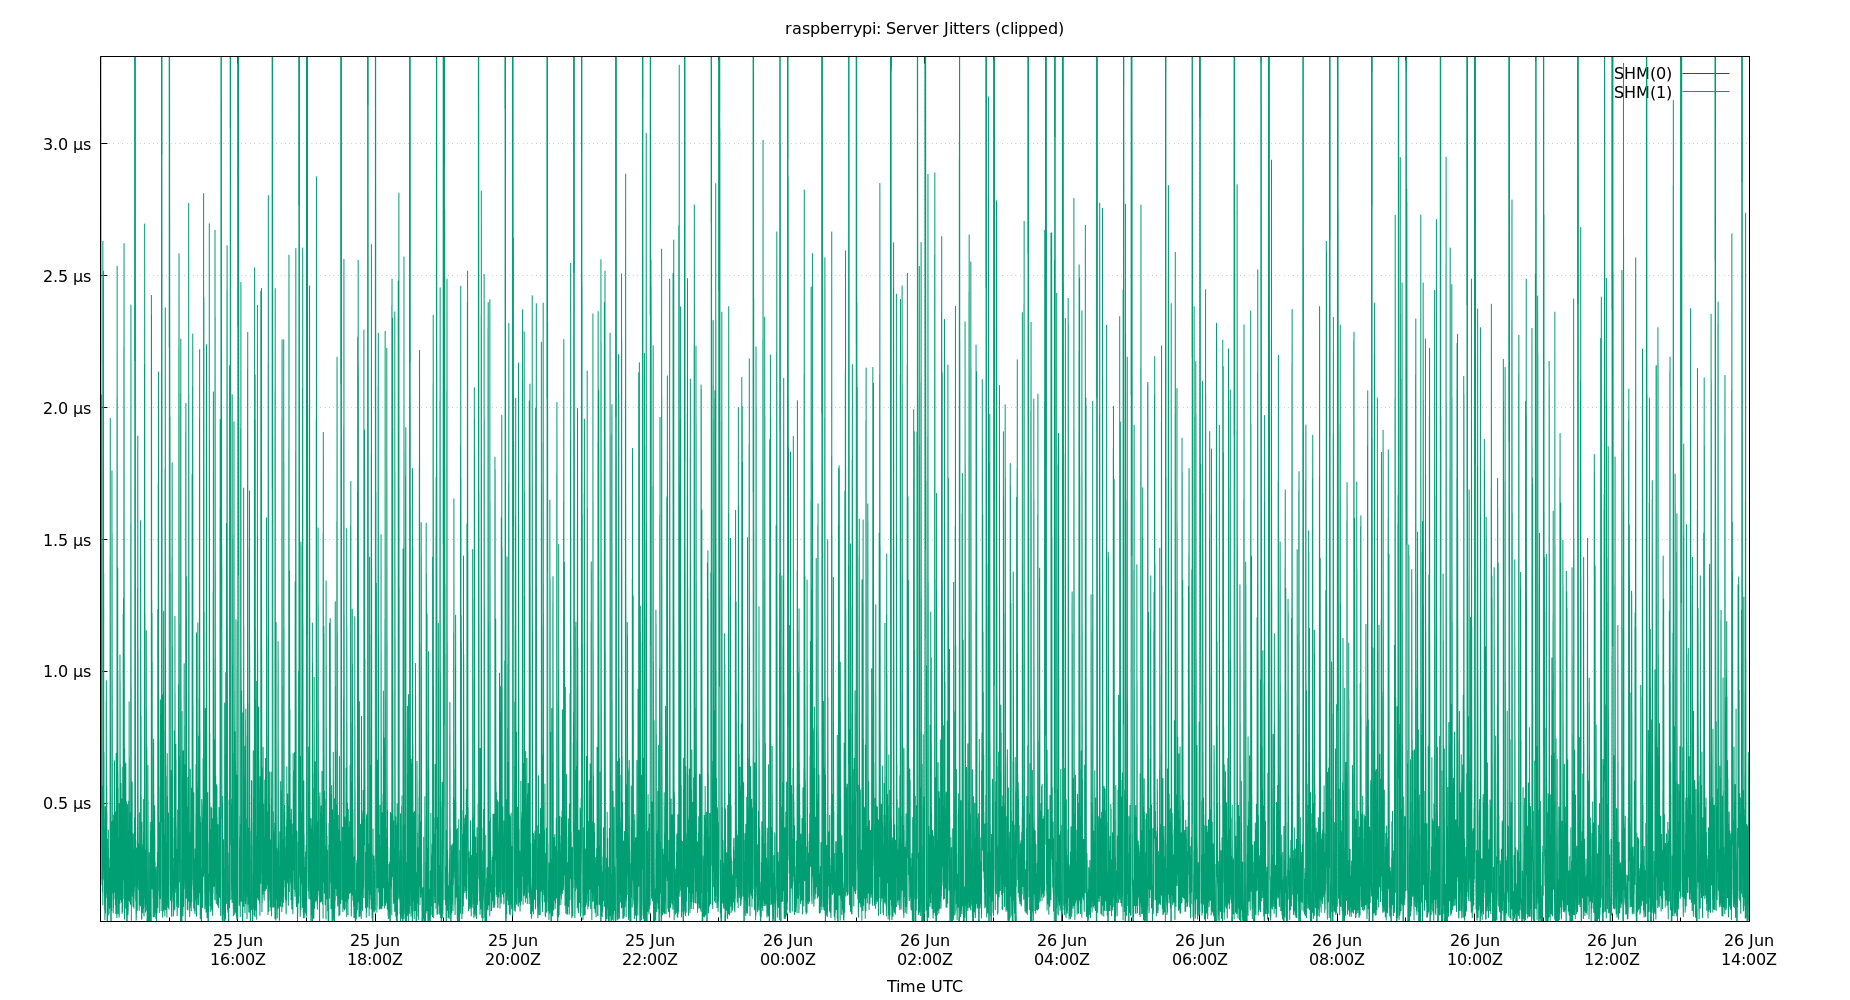 raspberrypi: Server Jitters (clipped)
SHM(0)
SHM(1)
3.0 µs
2.5 µs
2.0 µs
1.5 µs
1.0 µs
0.5 µs
25 Jun 25 Jun 25 Jun 25 Jun 26 Jun 26 Jun 26 Jun 26 Jun 26 Jun 26 Jun 26 Jun 26 Jun
16:00Z 18:00Z 20:00Z 22:00Z 00:00Z 02:00Z 04:00Z 06:00Z 08:00Z 10:00Z 12:00Z 14:00Z
Time UTC